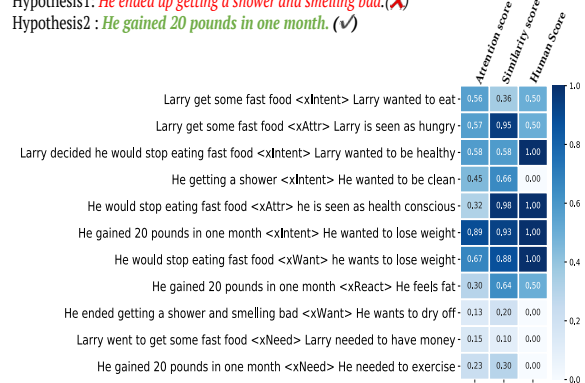 Hypothesis1: He ended up getting a shower and smelling bad.(✗)
Hypothesis2 : He gained 20 pounds in one month. (✓)
Attention score Similarity score Human Score
Larry get some fast food <xIntent> Larry wanted to eat 0,56 0,36 0,50
Larry get some fast food <xAttr> Larry is seen as hungry 0,57 0,95 0,50
Larry decided he would stop eating fast food <xIntent> Larry wanted to be healthy 0,58 0,58 1,00
He getting a shower <xIntent> He wanted to be clean 0,45 0,66 0,00
He would stop eating fast food <xAttr> he is seen as health conscious 0,32 0,98 1,00
He gained 20 pounds in one month <xIntent> He wanted to lose weight 0,89 0,93 1,00
He would stop eating fast food <xWant> he wants to lose weight 0,67 0,88 1,00
He gained 20 pounds in one month <xReact> He feels fat 0,30 0,64 0,50
He ended getting a shower and smelling bad <xWant> He wants to dry off 0,13 0,20 0,00
Larry went to get some fast food <xNeed> Larry needed to have money 0,15 0,10 0,00
He gained 20 pounds in one month <xNeed> He needed to exercise 0,23 0,30 0,00
1,0
0,8
0,6
0,4
0,2
0,0